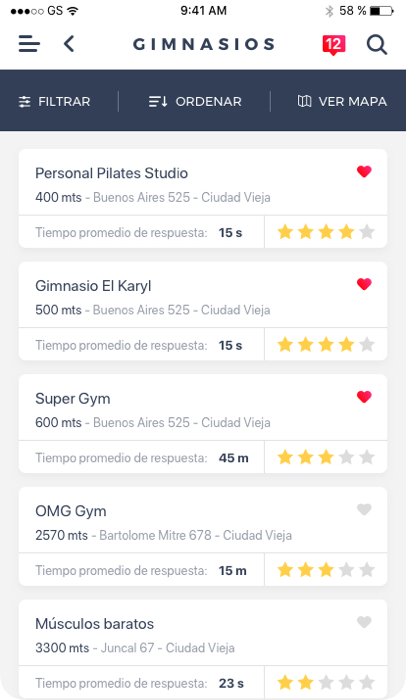 GS 9:41 AM 58 %
GIMNASIOS 12
FILTRAR ORDENAR VER MAPA
Personal Pilates Studio
400 mts - Buenos Aires 525 - Ciudad Vieja
Tiempo promedio de respuesta: 15 s
Gimnasio El Karyl
500 mts - Buenos Aires 525 - Ciudad Vieja
Tiempo promedio de respuesta: 15 s
Super Gym
600 mts - Buenos Aires 525 - Ciudad Vieja
Tiempo promedio de respuesta: 45 m
OMG Gym
2570 mts - Bartolome Mitre 678 - Ciudad Vieja
Tiempo promedio de respuesta: 15 m
Músculos baratos
3300 mts - Juncal 67 - Ciudad Vieja
Tiempo promedio de respuesta: 23 s